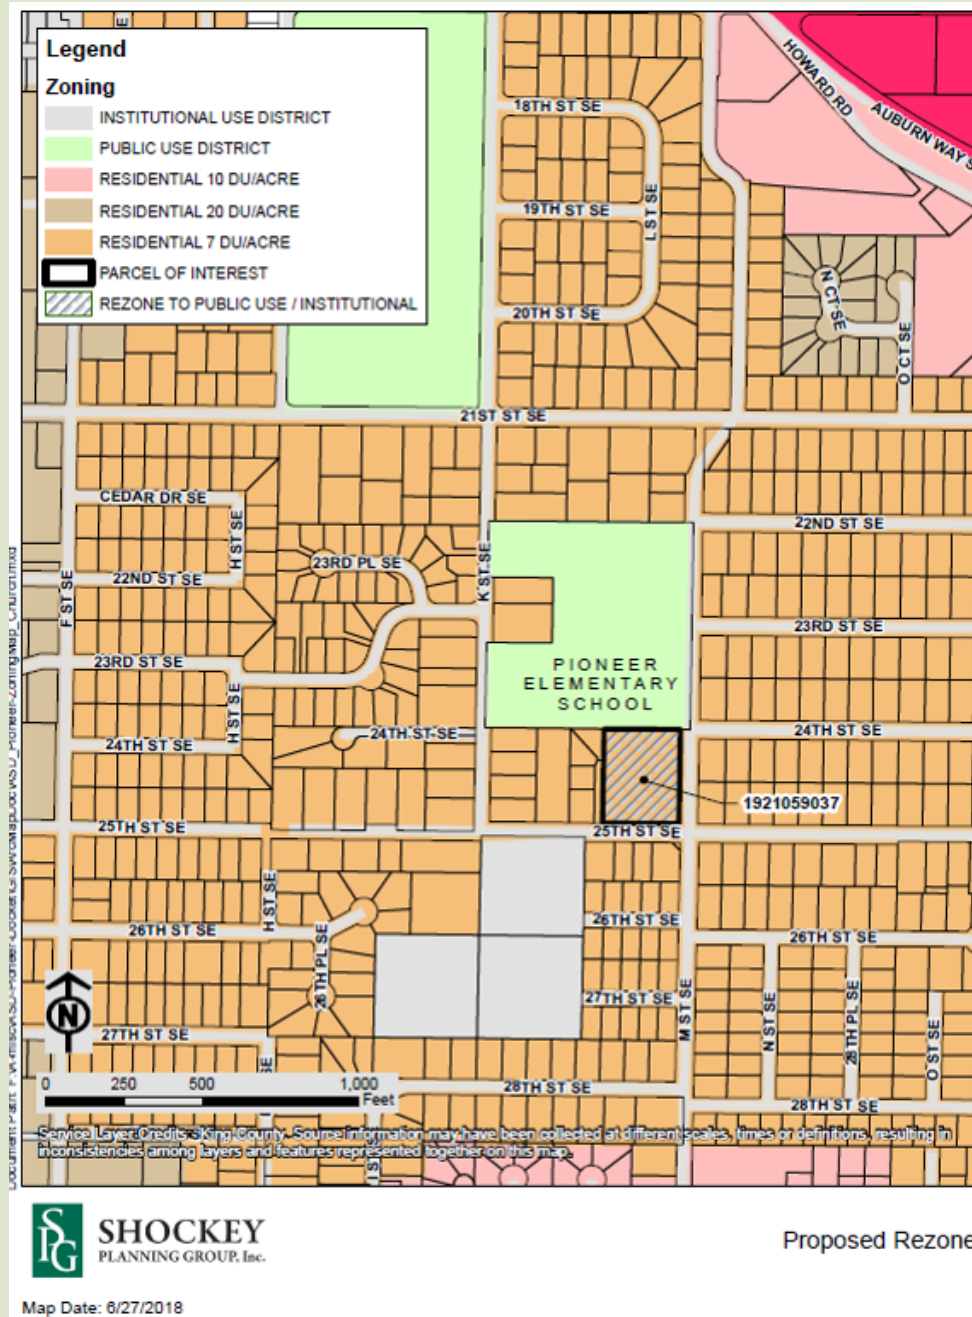 Legend
Zoning
INSTITUTIONAL USE DISTRICT
PUBLIC USE DISTRICT
RESIDENTIAL 10 DU/ACRE
RESIDENTIAL 20 DU/ACRE
RESIDENTIAL 7 DU/ACRE
PARCEL OF INTEREST
REZONE TO PUBLIC USE / INSTITUTIONAL
HOWARD RD
AUBURN WAY S
18TH ST SE
L ST SE
19TH ST SE
20TH ST SE
N CT SE
O CT SE
21ST ST SE
CEDAR DR SE
H ST SE
22ND ST SE
F ST SE
23RD PL SE
K ST SE
22ND ST SE
23RD ST SE
23RD ST SE
H ST SE
24TH ST SE
24TH ST SE
PIONEER
ELEMENTARY
SCHOOL
24TH ST SE
1921059037
25TH ST SE
25TH ST SE
H ST SE
26TH ST SE
26TH PL SE
26TH ST SE
26TH ST SE
27TH ST SE
27TH ST SE
M ST SE
N ST SE
28TH PL SE
O ST SE
SE
28TH ST SE
28TH ST SE
I ST
N
0 250 500 1,000
Feet
Service Layer Credits: King County, Source information may have been collected at different scales, times or definitions, resulting in
inconsistencies among layers and features represented together on this map.
SPG
SHOCKEY
PLANNING GROUP, Inc.
Proposed Rezone
Map Date: 6/27/2018